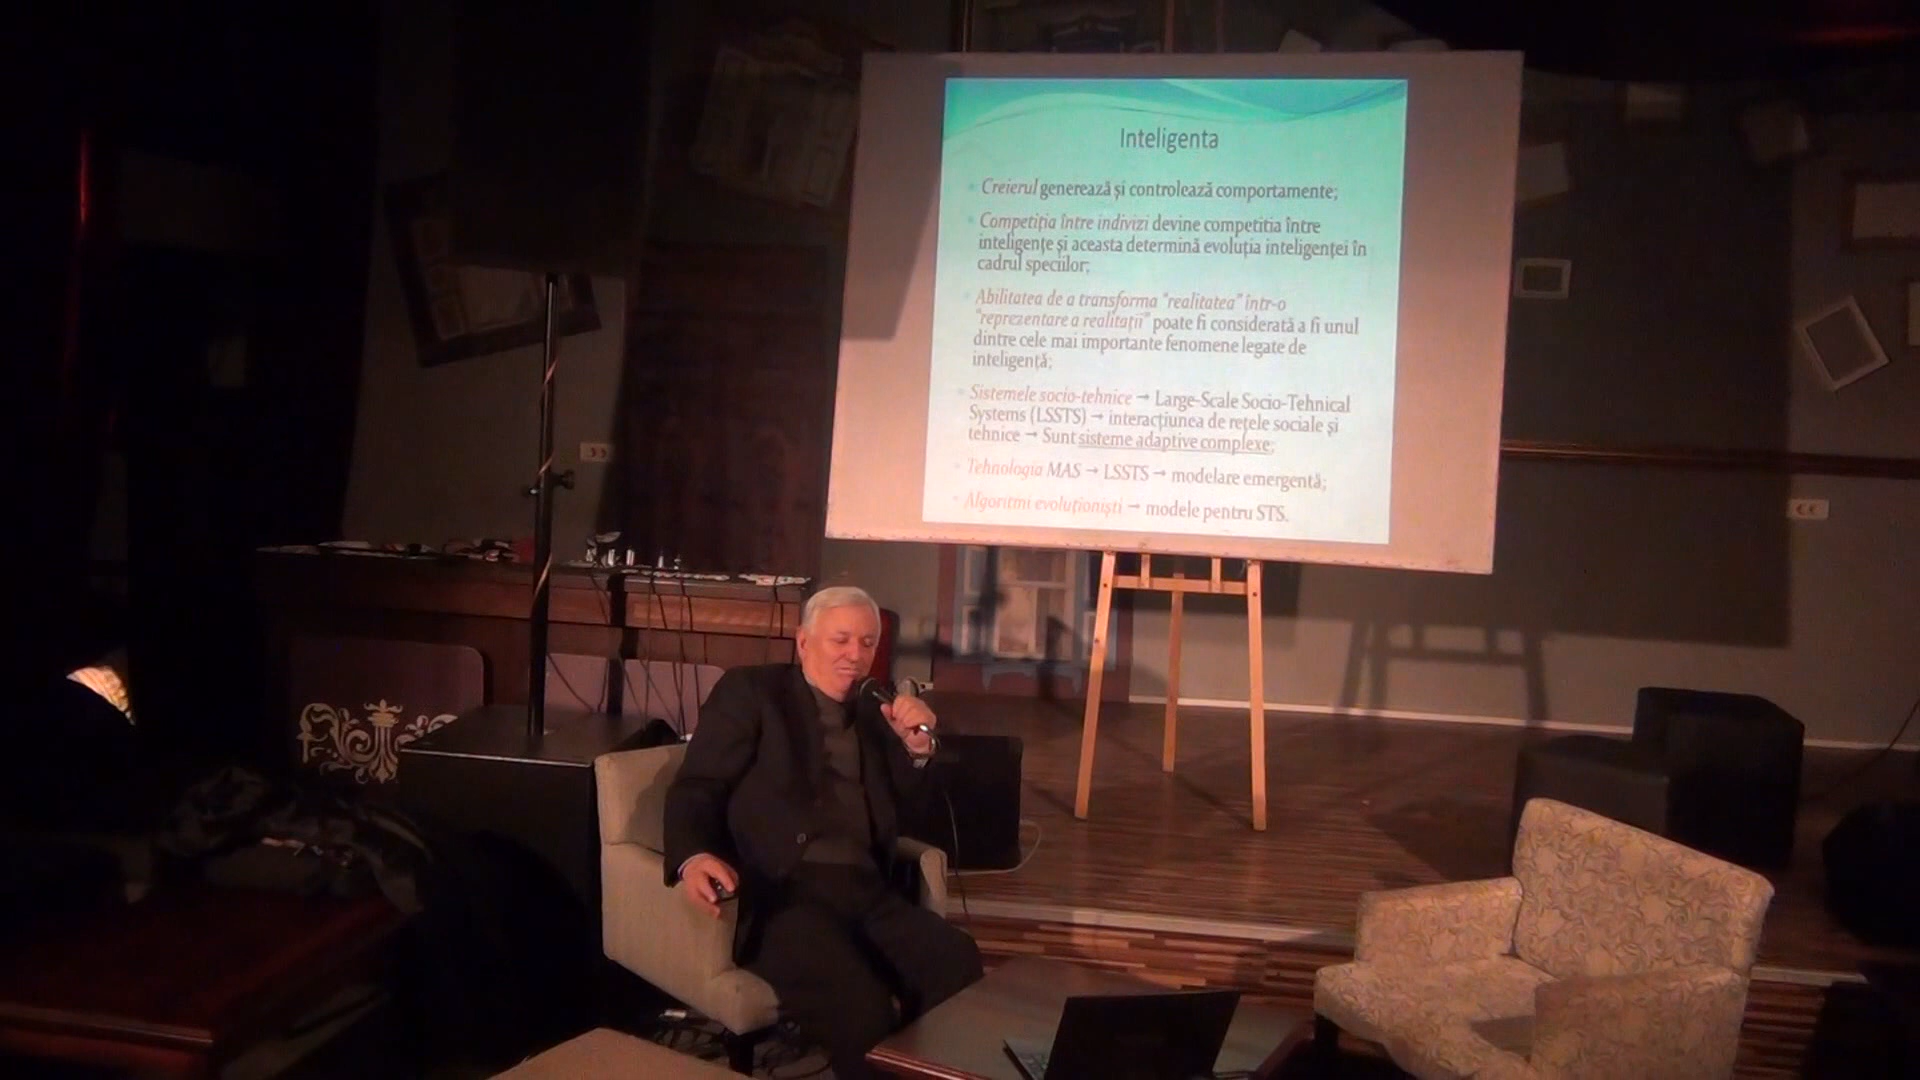 Inteligenta
Creierul generează și controlează comportamente;
Competiția între indivizi devine competitia între
inteligențe și aceasta determină evoluția inteligenței în
cadrul speciilor;
Abilitatea de a transforma "realitatea" într-o
"reprezentare a realității" poate fi considerată a fi unul
dintre cele mai importante fenomene legate de
inteligență;
Sistemele socio-tehnice → Large-Scale Socio-Tehnical
Systems (LSSTS) → interacțiunea de rețele sociale și
tehnice → Sunt sisteme adaptive complexe;
Tehnologia MAS → LSSTS → modelare emergentă;
Algoritmi evoluționiști → modele pentru STS.